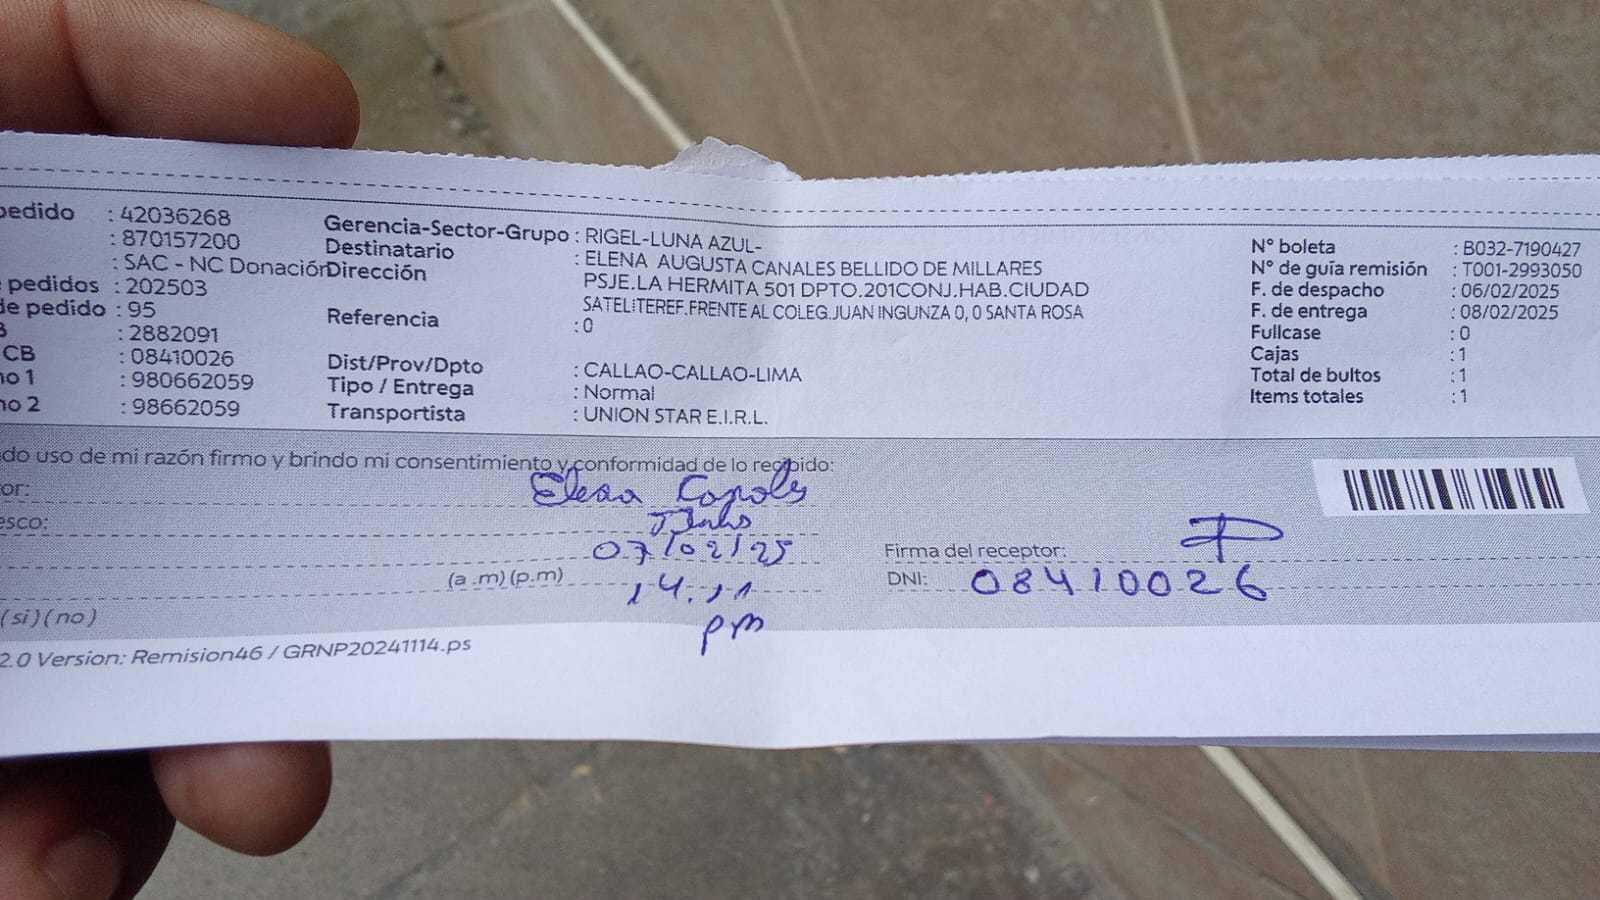 pedido : 42036268
: 870157200
: SAC - NC Donación
pedidos : 202503
de pedido : 95
: 2882091
CB : 08410026
no 1 : 980662059
no 2 : 98662059
Gerencia-Sector-Grupo : RIGEL-LUNA AZUL-
Destinatario : ELENA AUGUSTA CANALES BELLIDO DE MILLARES
Dirección PSJE.LA HERMITA 501 DPTO.201CONJ.HAB.CIUDAD
SATELITEREF.FRENTE AL COLEG.JUAN INGUNZA 0, 0 SANTA ROSA
Referencia : 0
Dist/Prov/Dpto : CALLAO-CALLAO-LIMA
Tipo / Entrega : Normal
Transportista : UNION STAR E.I.R.L.
N° boleta : B032-7190427
N° de guía remisión : T001-2993050
F. de despacho : 06/02/2025
F. de entrega : 08/02/2025
Fullcase : 0
Cajas : 1
Total de bultos : 1
Items totales : 1
do uso de mi razón firmo y brindo mi consentimiento y conformidad de lo recibido:
or: Elena Canales
esco:
07/02/25
(a .m) (p.m) 14:11
pm
Firma del receptor:
DNI: 08410026
( si ) ( no )
2.0 Version: Remision46 / GRNP20241114.ps